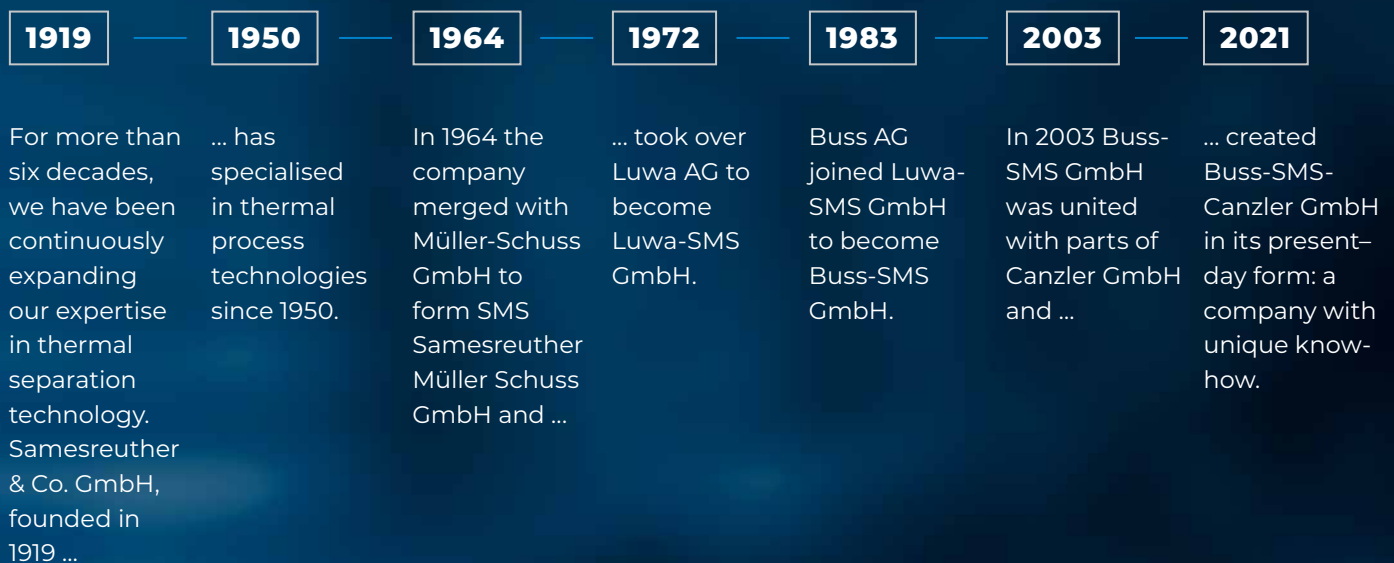 1919
For more than
six decades,
we have been
continuously
expanding
our expertise
in thermal
separation
technology.
Samesreuther
& Co. GmbH,
founded in
1919 ...
1950
... has
specialised
in thermal
process
technologies
since 1950.
1964
In 1964 the
company
merged with
Müller-Schuss
GmbH to
form SMS
Samesreuther
Müller Schuss
GmbH and ...
1972
... took over
Luwa AG to
become
Luwa-SMS
GmbH.
1983
Buss AG
joined Luwa-
SMS GmbH
to become
Buss-SMS
GmbH.
2003
In 2003 Buss-
SMS GmbH
was united
with parts of
Canzler GmbH
and ...
2021
... created
Buss-SMS-
Canzler GmbH
in its present–
day form: a
company with
unique know-
how.